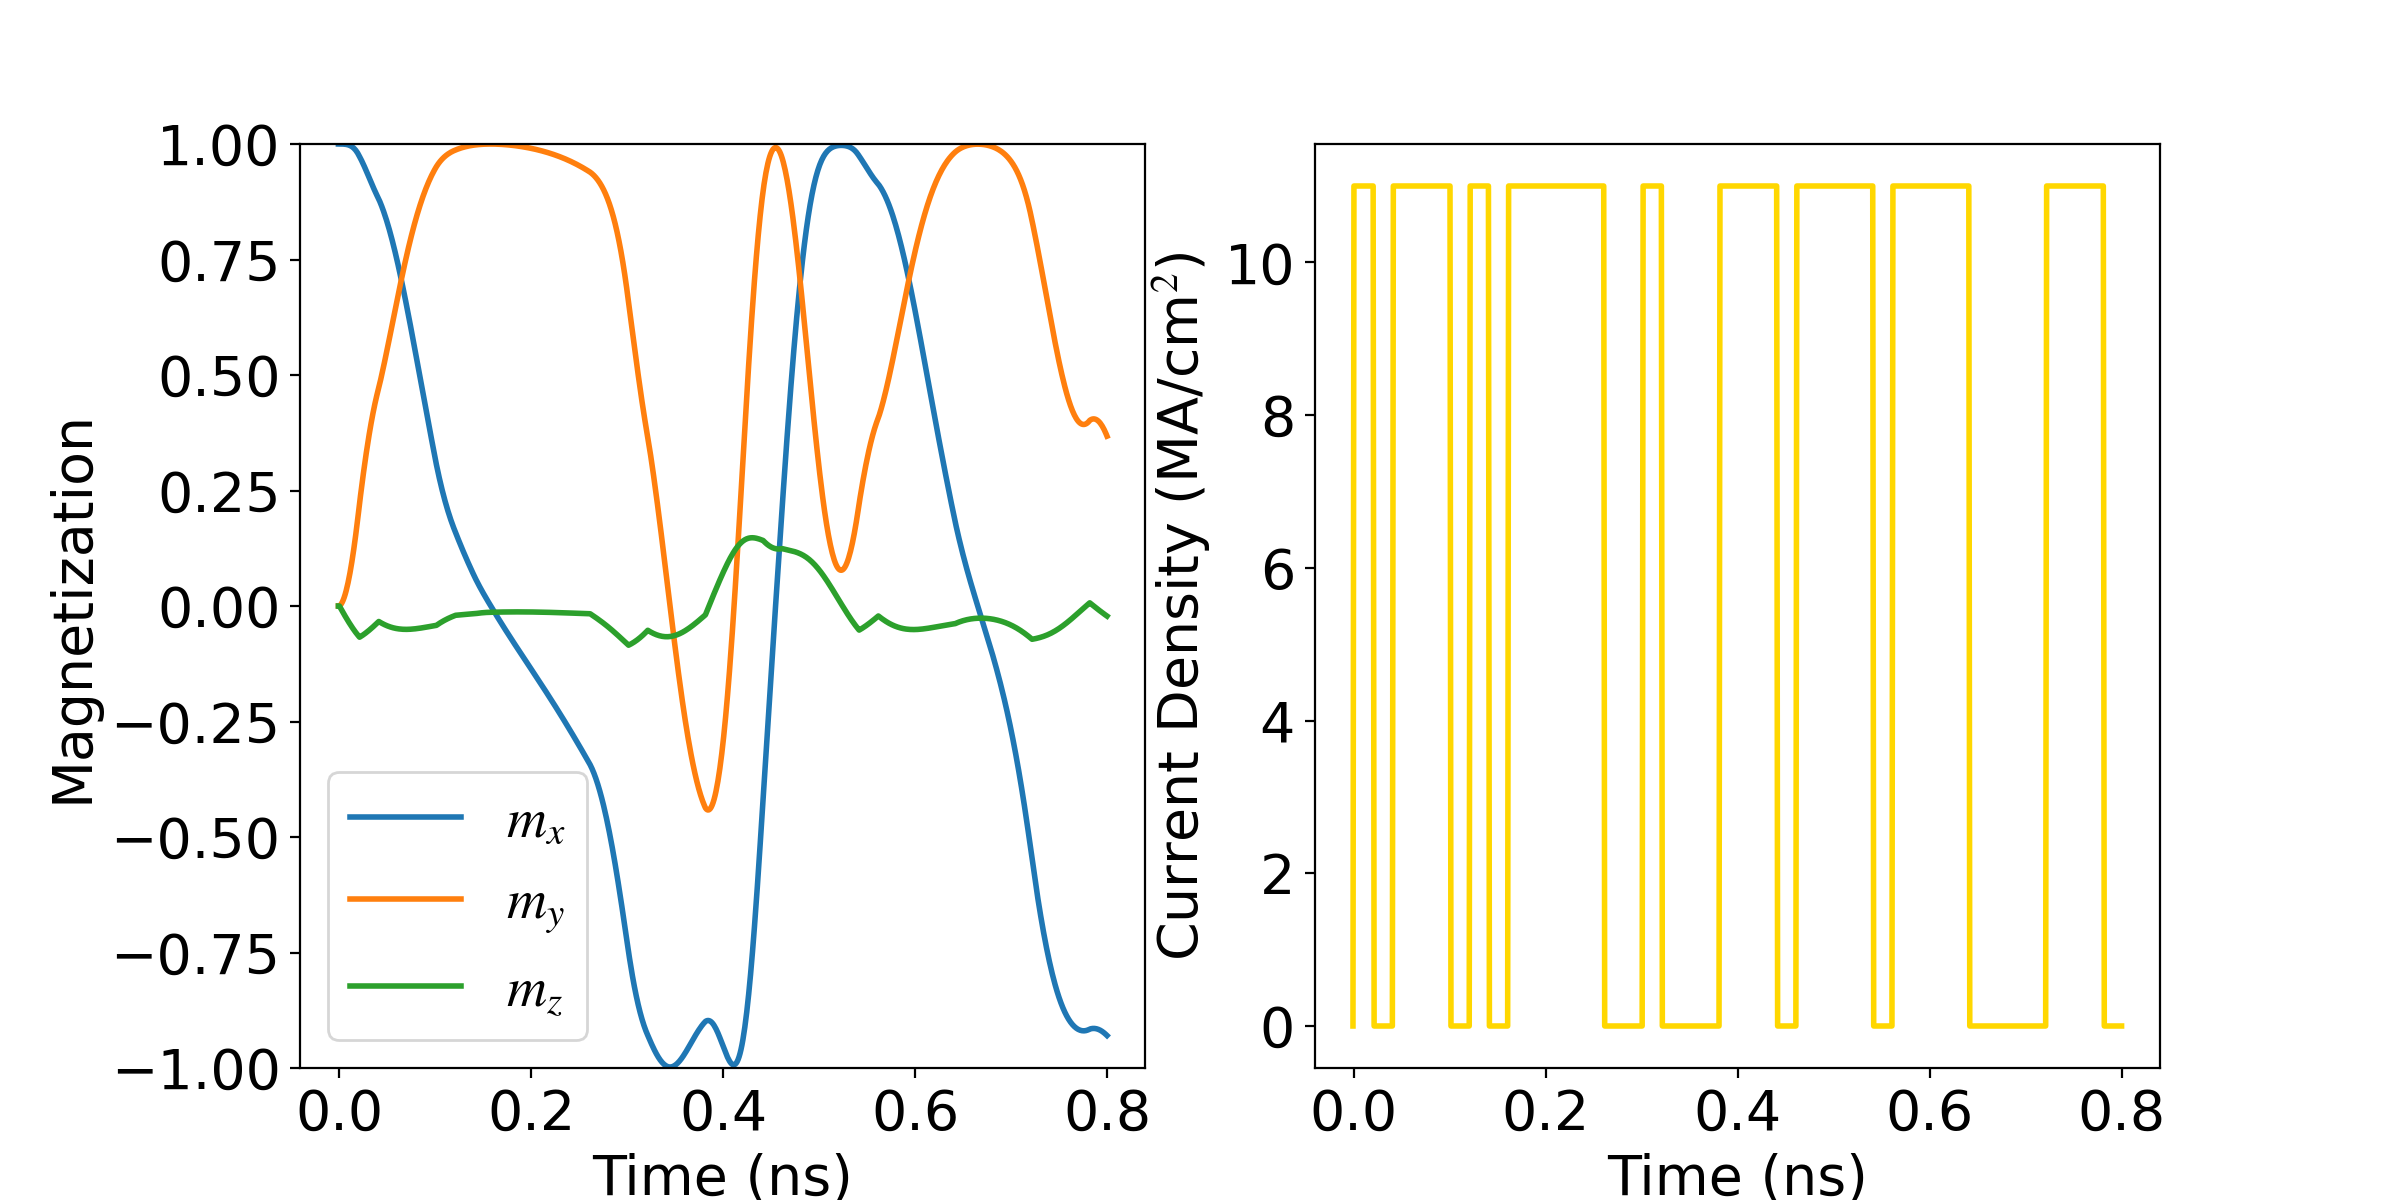 Magnetization
1.00
0.75
0.50
0.25
0.00
−0.25
−0.50
−0.75
−1.00
m_x
m_y
m_z
0.0 0.2 0.4 0.6 0.8
Time (ns)
Current Density (MA/cm²)
10
8
6
4
2
0
0.0 0.2 0.4 0.6 0.8
Time (ns)